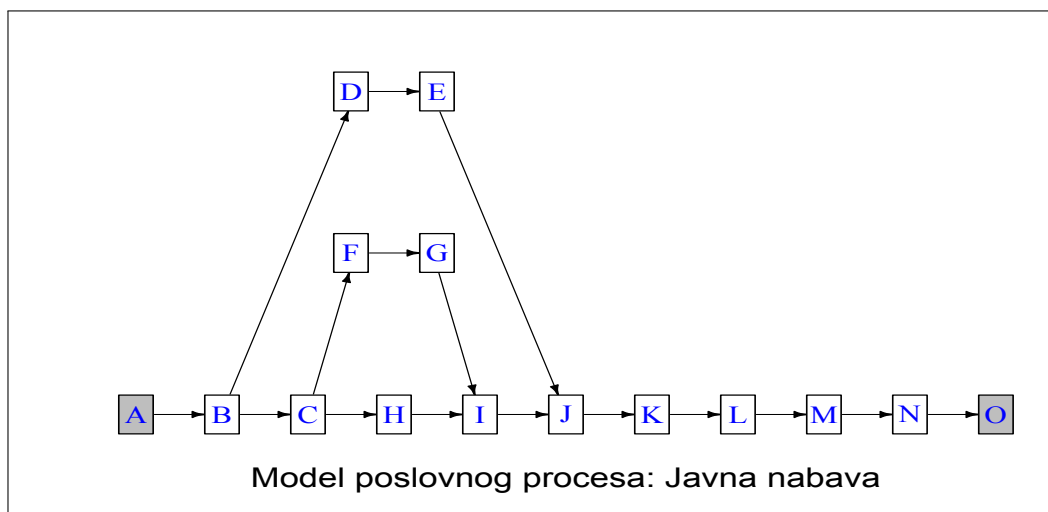 D E
F G
A B C H I J K L M N O
Model poslovnog procesa: Javna nabava